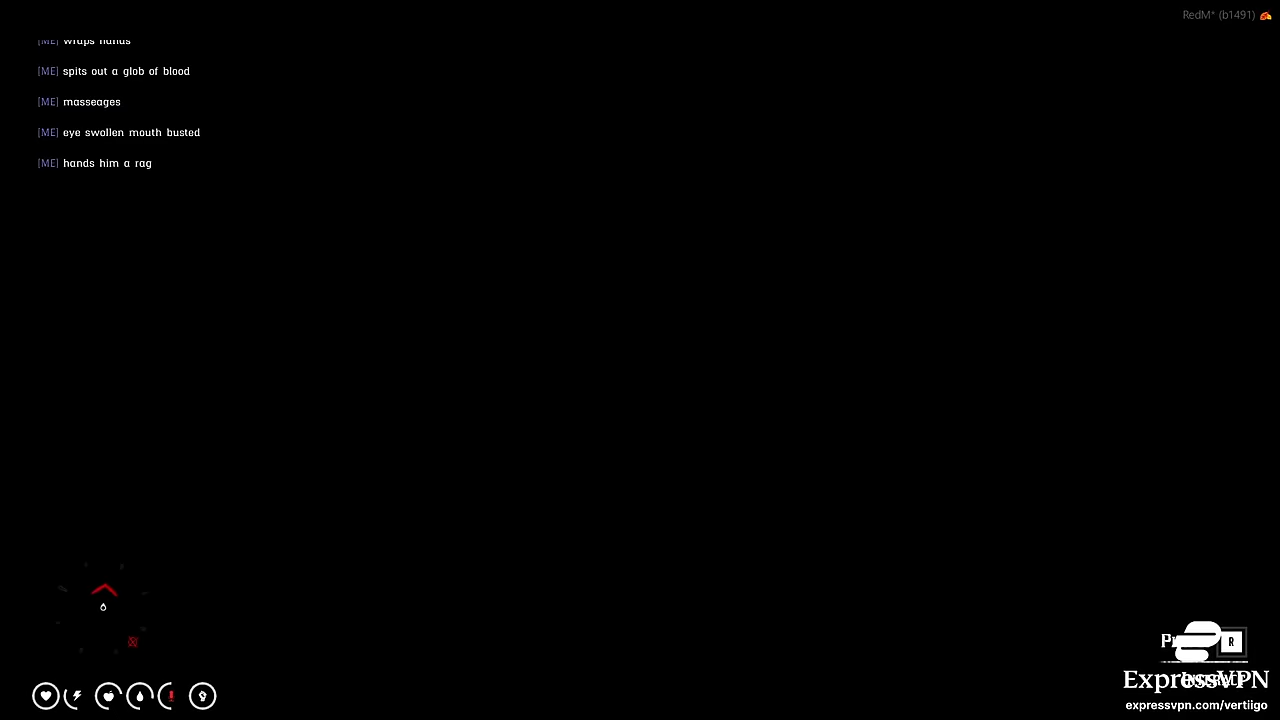 RedM* (b1491)
[ME] wraps hands
[ME] spits out a glob of blood
[ME] masseages
[ME] eye swollen mouth busted
[ME] hands him a rag
R
ExpressVPN
expressvpn.com/vertiigo